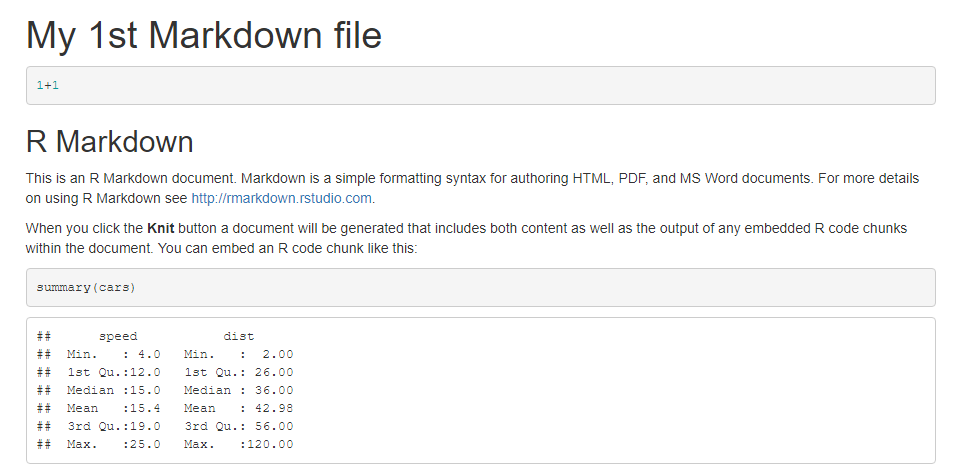 My 1st Markdown file
1+1
R Markdown
This is an R Markdown document. Markdown is a simple formatting syntax for authoring HTML, PDF, and MS Word documents. For more details
on using R Markdown see http://rmarkdown.rstudio.com.
When you click the Knit button a document will be generated that includes both content as well as the output of any embedded R code chunks
within the document. You can embed an R code chunk like this:
summary(cars)
##      speed           dist
##  Min.   : 4.0   Min.   :  2.00
##  1st Qu.:12.0   1st Qu.: 26.00
##  Median :15.0   Median : 36.00
##  Mean   :15.4   Mean   : 42.98
##  3rd Qu.:19.0   3rd Qu.: 56.00
##  Max.   :25.0   Max.   :120.00